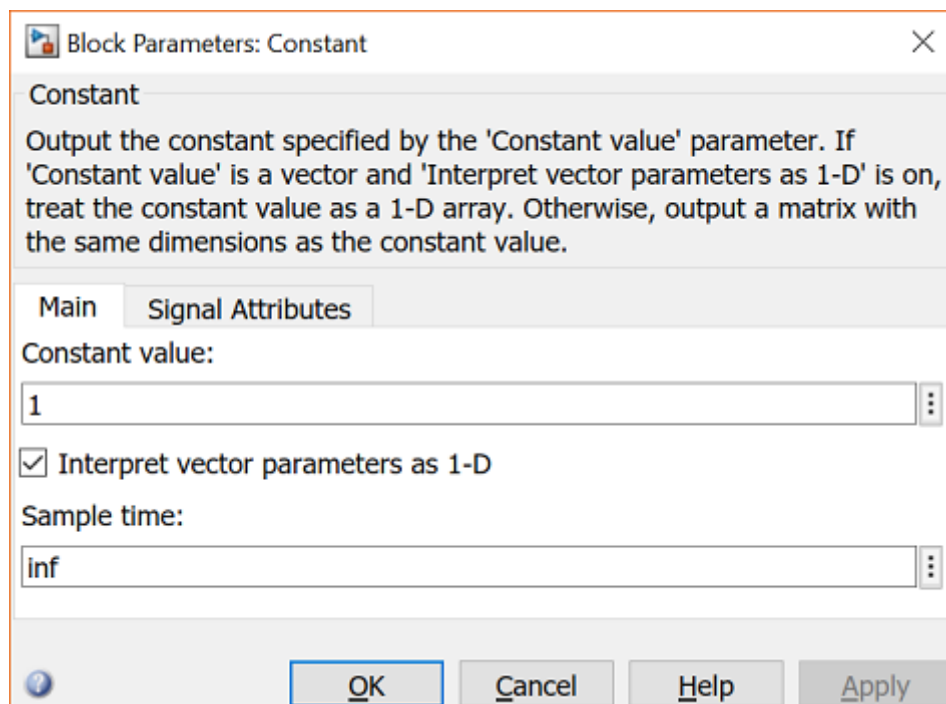 Block Parameters: Constant
Constant
Output the constant specified by the 'Constant value' parameter. If
'Constant value' is a vector and 'Interpret vector parameters as 1-D' is on,
treat the constant value as a 1-D array. Otherwise, output a matrix with
the same dimensions as the constant value.
Main Signal Attributes
Constant value:
1
Interpret vector parameters as 1-D
Sample time:
inf
OK Cancel Help Apply